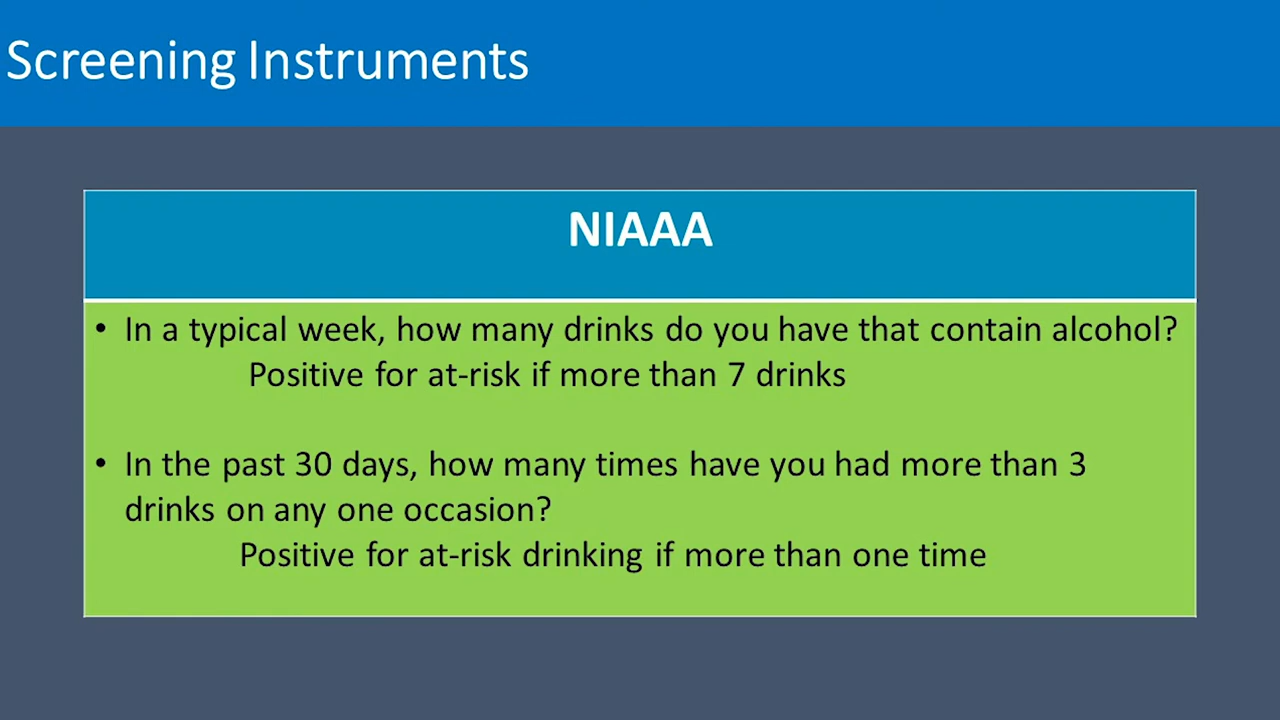 Screening Instruments
NIAAA
• In a typical week, how many drinks do you have that contain alcohol?
Positive for at-risk if more than 7 drinks
• In the past 30 days, how many times have you had more than 3
drinks on any one occasion?
Positive for at-risk drinking if more than one time